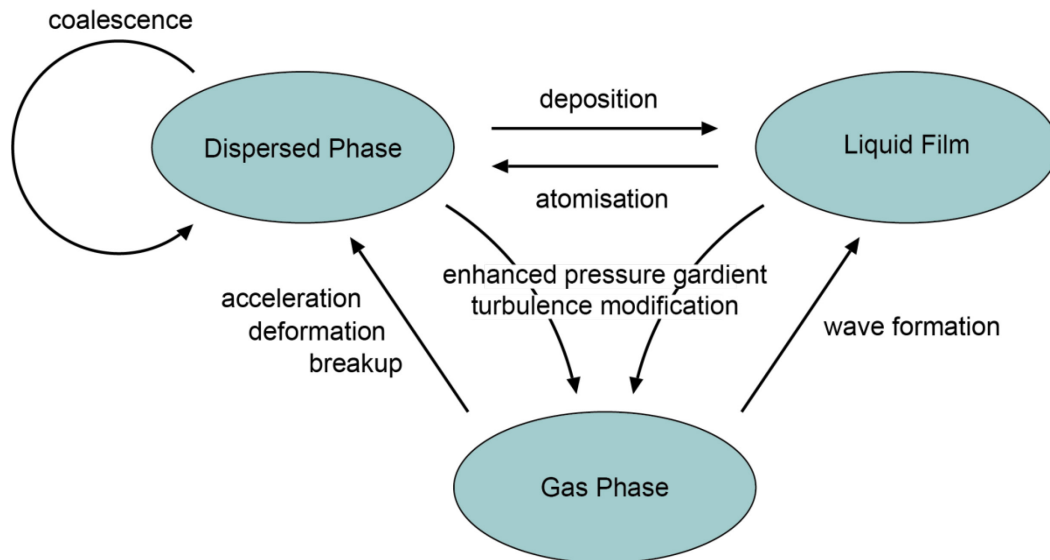 coalescence
deposition
Dispersed Phase
Liquid Film
atomisation
enhanced pressure gardient
turbulence modification
acceleration
deformation
breakup
wave formation
Gas Phase